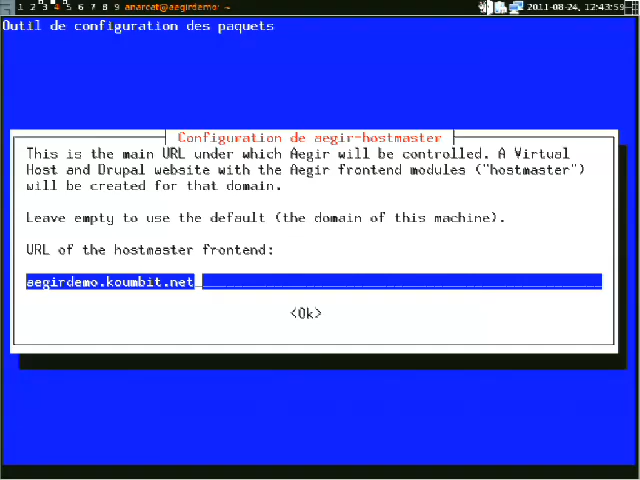 1 2 3 4 5 6 7 8 9 anarcat@aegirdemo: ~
2011-08-24, 12:43:59
Outil de configuration des paquets
Configuration de aegir-hostmaster
This is the main URL under which Aegir will be controlled. A Virtual
Host and Drupal website with the Aegir frontend modules ("hostmaster")
will be created for that domain.
Leave empty to use the default (the domain of this machine).
URL of the hostmaster frontend:
aegirdemo.koumbit.net
<Ok>